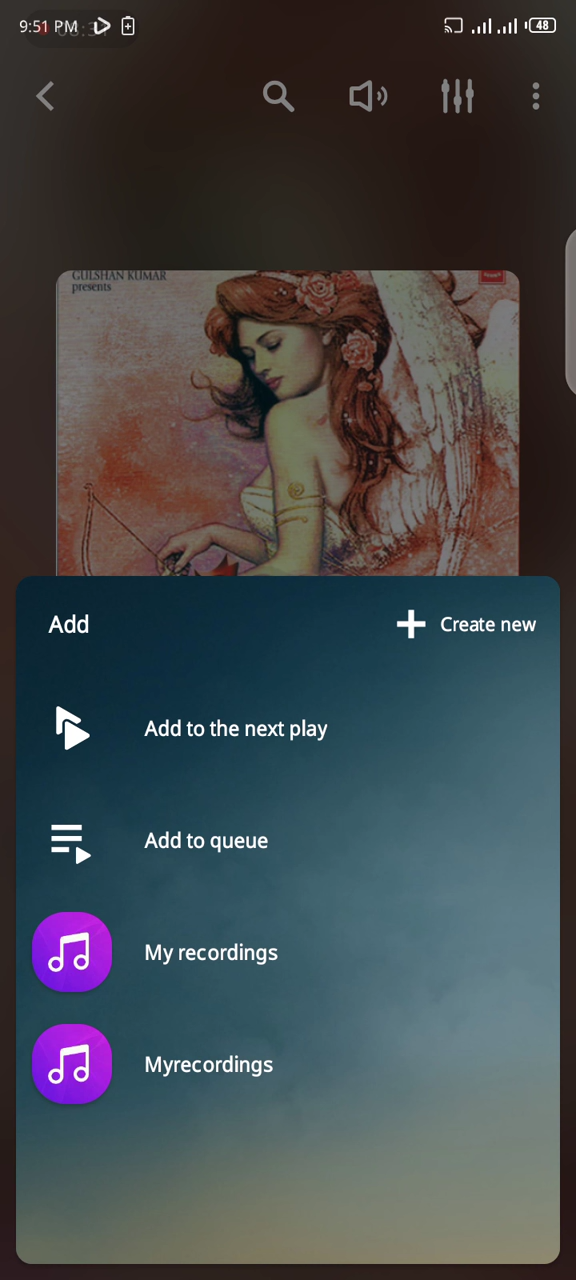 9:51 PM
48
GULSHAN KUMAR
presents
Add
Create new
Add to the next play
Add to queue
My recordings
Myrecordings